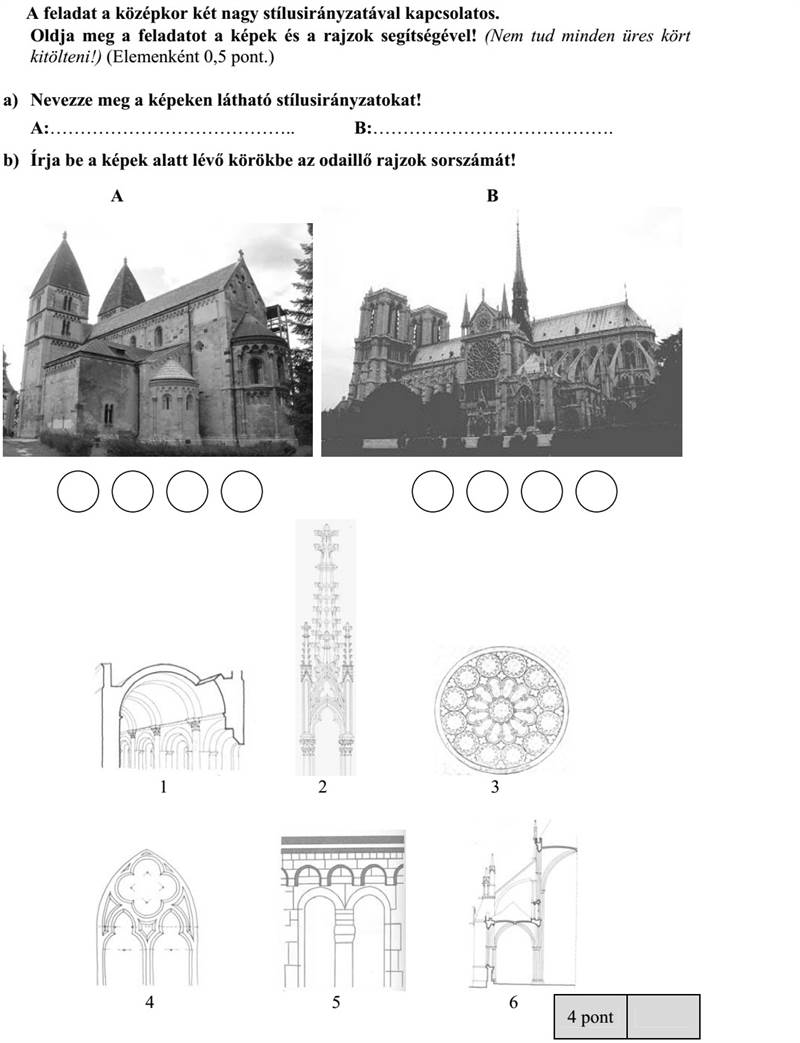 A feladat a középkor két nagy stílusirányzatával kapcsolatos.
Oldja meg a feladatot a képek és a rajzok segítségével! (Nem tud minden üres kört
kitölteni!) (Elemenként 0,5 pont.)
a) Nevezze meg a képeken látható stílusirányzatokat!
A:………………………………….. B:………………………………….
b) Írja be a képek alatt lévő körökbe az odaillő rajzok sorszámát!
A B
1 2 3
4 5 6
4 pont